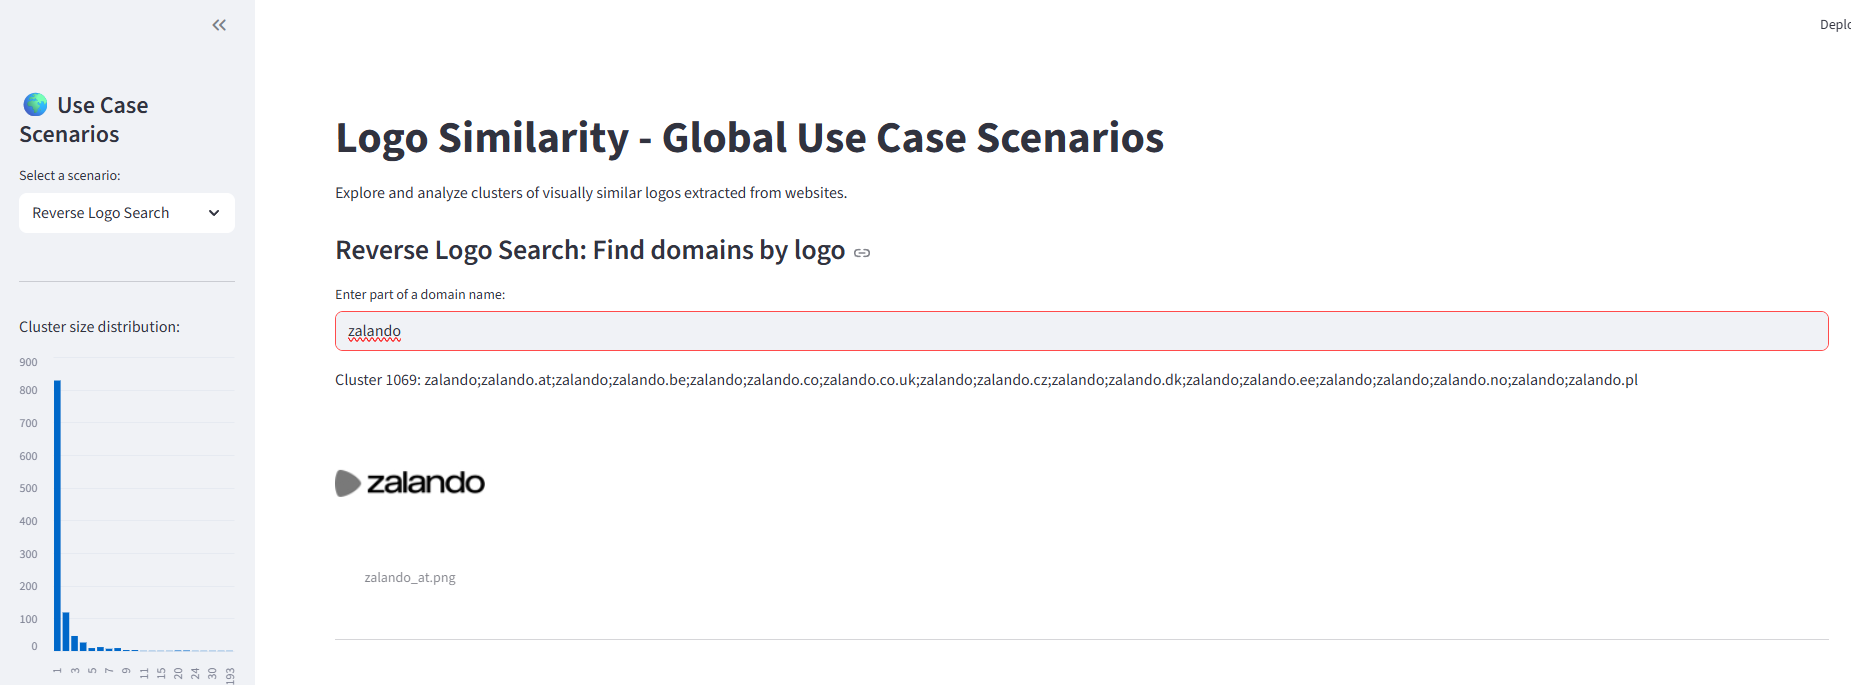 Deplo
🌍 Use Case
Scenarios
Select a scenario:
Reverse Logo Search
Cluster size distribution:
900
800
700
600
500
400
300
200
100
0
1
3
5
7
9
11
15
20
24
30
193
Logo Similarity - Global Use Case Scenarios
Explore and analyze clusters of visually similar logos extracted from websites.
Reverse Logo Search: Find domains by logo
Enter part of a domain name:
zalando
Cluster 1069: zalando;zalando.at;zalando;zalando.be;zalando;zalando.co;zalando.co.uk;zalando;zalando.cz;zalando;zalando.dk;zalando;zalando.ee;zalando;zalando;zalando.no;zalando;zalando.pl
zalando
zalando_at.png